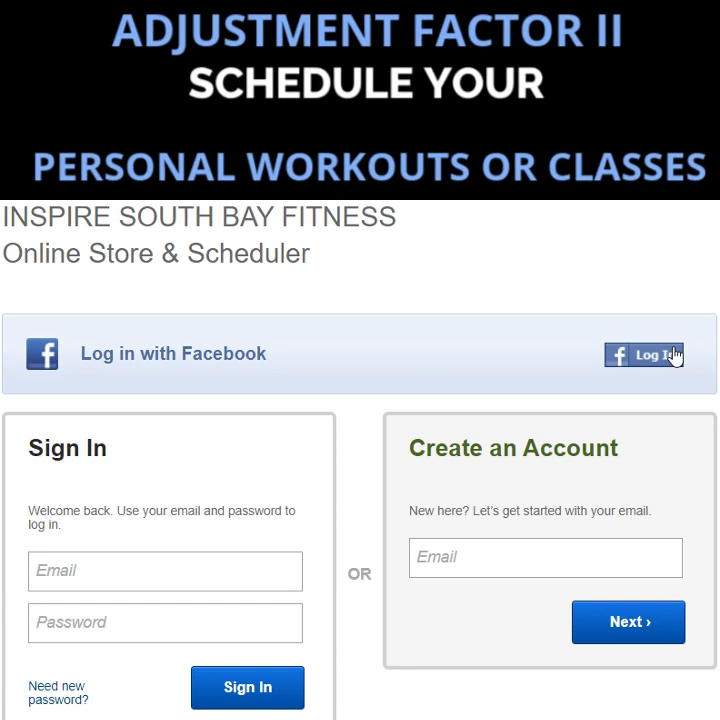 ADJUSTMENT FACTOR II
SCHEDULE YOUR
PERSONAL WORKOUTS OR CLASSES
INSPIRE SOUTH BAY FITNESS
Online Store & Scheduler
Log in with Facebook
Log
Sign In
Welcome back. Use your email and password to
log in.
Email
Password
Need new
password?
Sign In
OR
Create an Account
New here? Let's get started with your email.
Email
Next ›